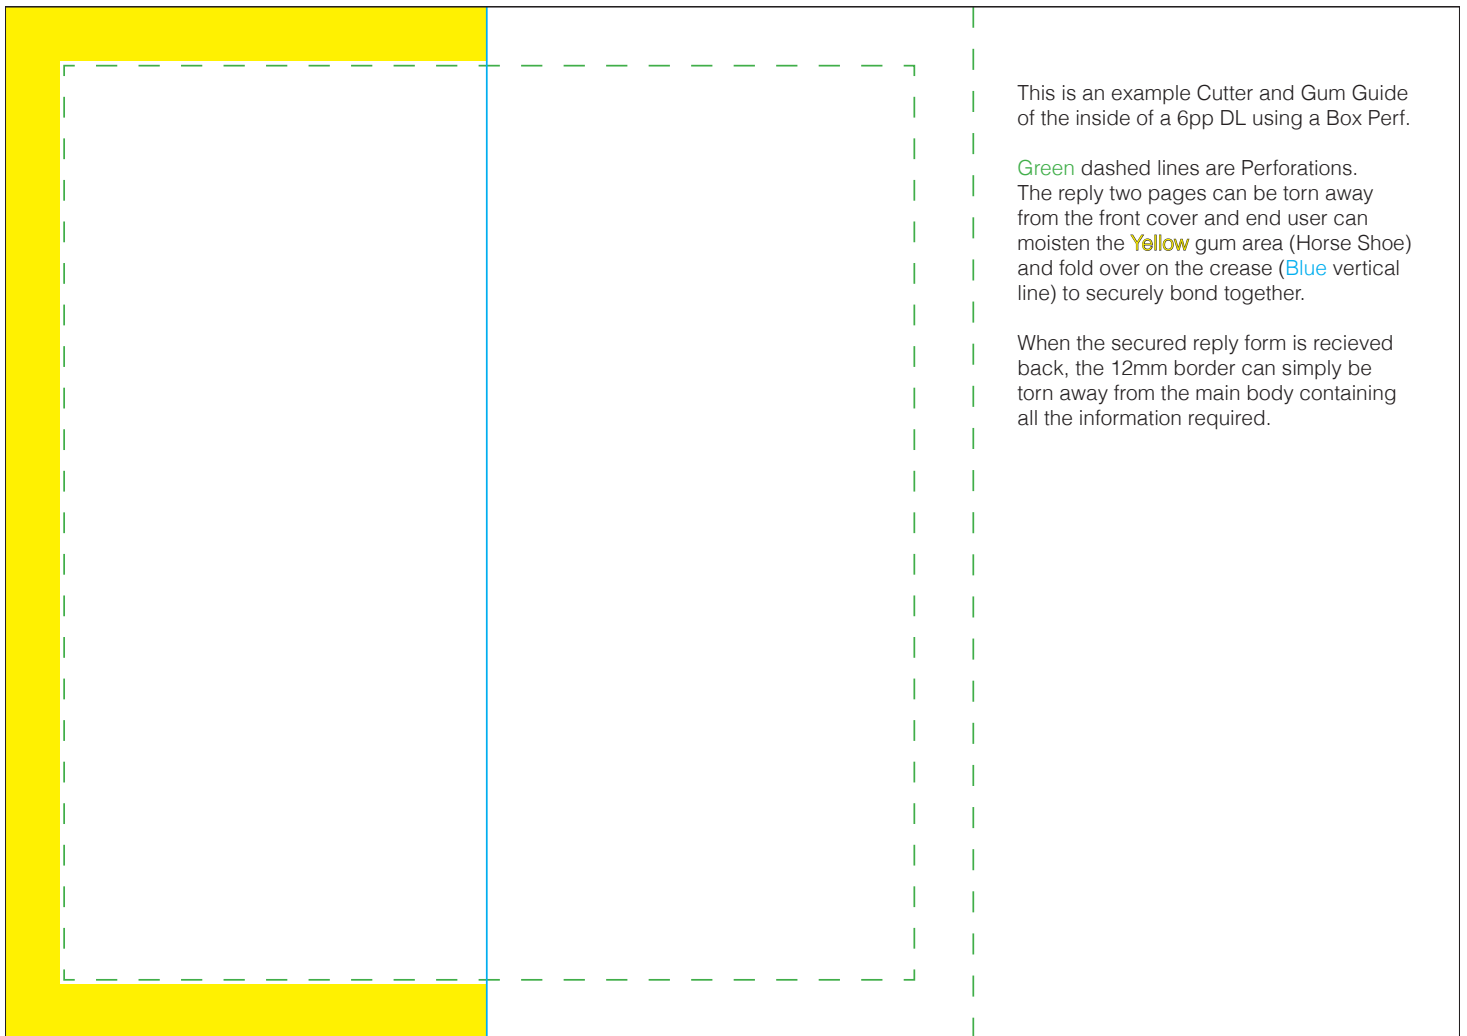 This is an example Cutter and Gum Guide
of the inside of a 6pp DL using a Box Perf.
Green dashed lines are Perforations.
The reply two pages can be torn away
from the front cover and end user can
moisten the Yellow gum area (Horse Shoe)
and fold over on the crease (Blue vertical
line) to securely bond together.
When the secured reply form is recieved
back, the 12mm border can simply be
torn away from the main body containing
all the information required.